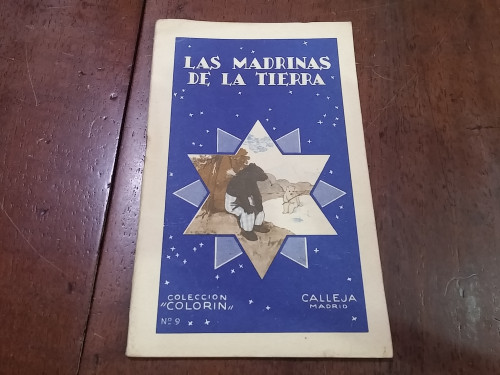 LAS MADRINAS
DE LA TIERRA
COLECCION
"COLORIN"
Nº 9
CALLEJA
MADRID